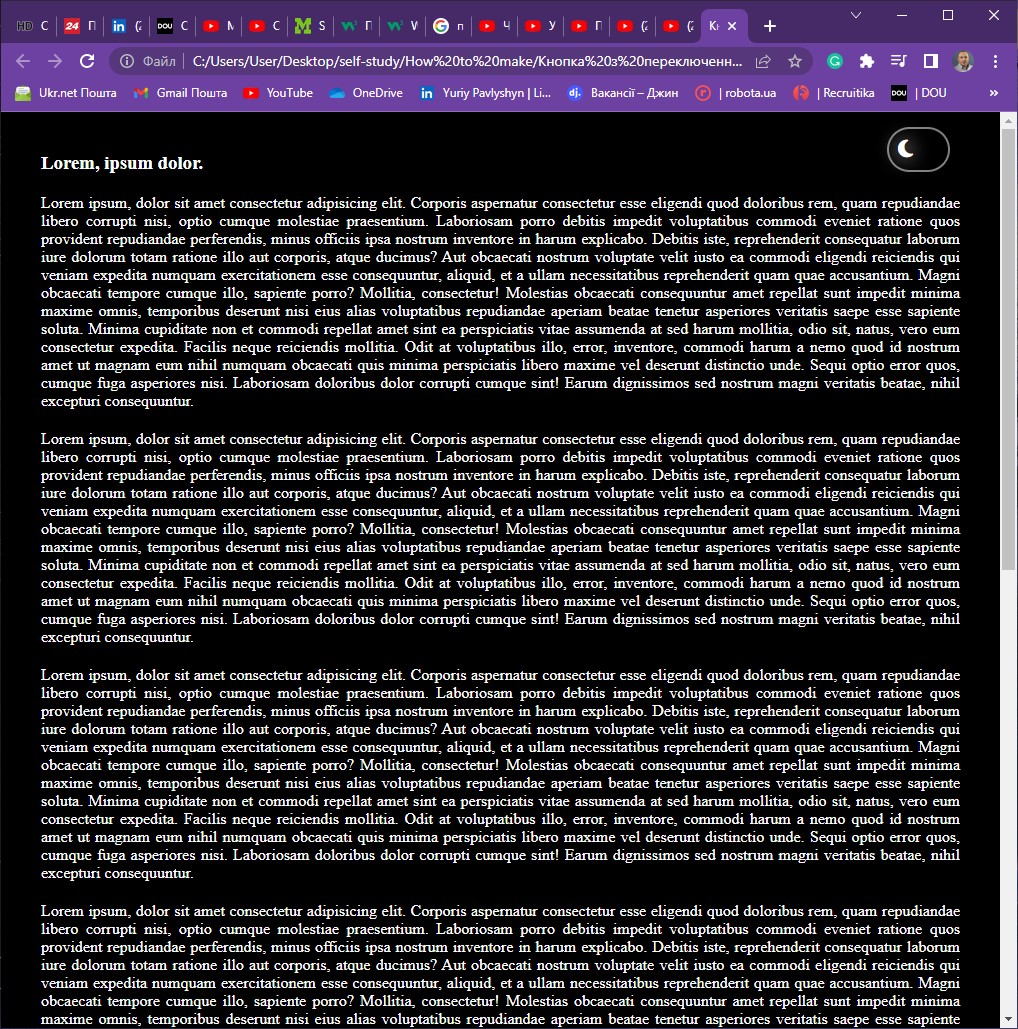 HD С 24 П in (2 DOU С М С M S w³ П w³ W G п Ч У П (2 (2 Кн
Файл C:/Users/User/Desktop/self-study/How%20to%20make/Кнопка%20з%20переключенн...
Ukr.net Пошта Gmail Пошта YouTube OneDrive in Yuriy Pavlyshyn | Li... dj. Вакансії – Джин | robota.ua | Recruitika DOU | DOU »
Lorem, ipsum dolor.
Lorem ipsum, dolor sit amet consectetur adipisicing elit. Corporis aspernatur consectetur esse eligendi quod doloribus rem, quam repudiandae
libero corrupti nisi, optio cumque molestiae praesentium. Laboriosam porro debitis impedit voluptatibus commodi eveniet ratione quos
provident repudiandae perferendis, minus officiis ipsa nostrum inventore in harum explicabo. Debitis iste, reprehenderit consequatur laborum
iure dolorum totam ratione illo aut corporis, atque ducimus? Aut obcaecati nostrum voluptate velit iusto ea commodi eligendi reiciendis qui
veniam expedita numquam exercitationem esse consequuntur, aliquid, et a ullam necessitatibus reprehenderit quam quae accusantium. Magni
obcaecati tempore cumque illo, sapiente porro? Mollitia, consectetur! Molestias obcaecati consequuntur amet repellat sunt impedit minima
maxime omnis, temporibus deserunt nisi eius alias voluptatibus repudiandae aperiam beatae tenetur asperiores veritatis saepe esse sapiente
soluta. Minima cupiditate non et commodi repellat amet sint ea perspiciatis vitae assumenda at sed harum mollitia, odio sit, natus, vero eum
consectetur expedita. Facilis neque reiciendis mollitia. Odit at voluptatibus illo, error, inventore, commodi harum a nemo quod id nostrum
amet ut magnam eum nihil numquam obcaecati quis minima perspiciatis libero maxime vel deserunt distinctio unde. Sequi optio error quos,
cumque fuga asperiores nisi. Laboriosam doloribus dolor corrupti cumque sint! Earum dignissimos sed nostrum magni veritatis beatae, nihil
excepturi consequuntur.
Lorem ipsum, dolor sit amet consectetur adipisicing elit. Corporis aspernatur consectetur esse eligendi quod doloribus rem, quam repudiandae
libero corrupti nisi, optio cumque molestiae praesentium. Laboriosam porro debitis impedit voluptatibus commodi eveniet ratione quos
provident repudiandae perferendis, minus officiis ipsa nostrum inventore in harum explicabo. Debitis iste, reprehenderit consequatur laborum
iure dolorum totam ratione illo aut corporis, atque ducimus? Aut obcaecati nostrum voluptate velit iusto ea commodi eligendi reiciendis qui
veniam expedita numquam exercitationem esse consequuntur, aliquid, et a ullam necessitatibus reprehenderit quam quae accusantium. Magni
obcaecati tempore cumque illo, sapiente porro? Mollitia, consectetur! Molestias obcaecati consequuntur amet repellat sunt impedit minima
maxime omnis, temporibus deserunt nisi eius alias voluptatibus repudiandae aperiam beatae tenetur asperiores veritatis saepe esse sapiente
soluta. Minima cupiditate non et commodi repellat amet sint ea perspiciatis vitae assumenda at sed harum mollitia, odio sit, natus, vero eum
consectetur expedita. Facilis neque reiciendis mollitia. Odit at voluptatibus illo, error, inventore, commodi harum a nemo quod id nostrum
amet ut magnam eum nihil numquam obcaecati quis minima perspiciatis libero maxime vel deserunt distinctio unde. Sequi optio error quos,
cumque fuga asperiores nisi. Laboriosam doloribus dolor corrupti cumque sint! Earum dignissimos sed nostrum magni veritatis beatae, nihil
excepturi consequuntur.
Lorem ipsum, dolor sit amet consectetur adipisicing elit. Corporis aspernatur consectetur esse eligendi quod doloribus rem, quam repudiandae
libero corrupti nisi, optio cumque molestiae praesentium. Laboriosam porro debitis impedit voluptatibus commodi eveniet ratione quos
provident repudiandae perferendis, minus officiis ipsa nostrum inventore in harum explicabo. Debitis iste, reprehenderit consequatur laborum
iure dolorum totam ratione illo aut corporis, atque ducimus? Aut obcaecati nostrum voluptate velit iusto ea commodi eligendi reiciendis qui
veniam expedita numquam exercitationem esse consequuntur, aliquid, et a ullam necessitatibus reprehenderit quam quae accusantium. Magni
obcaecati tempore cumque illo, sapiente porro? Mollitia, consectetur! Molestias obcaecati consequuntur amet repellat sunt impedit minima
maxime omnis, temporibus deserunt nisi eius alias voluptatibus repudiandae aperiam beatae tenetur asperiores veritatis saepe esse sapiente
soluta. Minima cupiditate non et commodi repellat amet sint ea perspiciatis vitae assumenda at sed harum mollitia, odio sit, natus, vero eum
consectetur expedita. Facilis neque reiciendis mollitia. Odit at voluptatibus illo, error, inventore, commodi harum a nemo quod id nostrum
amet ut magnam eum nihil numquam obcaecati quis minima perspiciatis libero maxime vel deserunt distinctio unde. Sequi optio error quos,
cumque fuga asperiores nisi. Laboriosam doloribus dolor corrupti cumque sint! Earum dignissimos sed nostrum magni veritatis beatae, nihil
excepturi consequuntur.
Lorem ipsum, dolor sit amet consectetur adipisicing elit. Corporis aspernatur consectetur esse eligendi quod doloribus rem, quam repudiandae
libero corrupti nisi, optio cumque molestiae praesentium. Laboriosam porro debitis impedit voluptatibus commodi eveniet ratione quos
provident repudiandae perferendis, minus officiis ipsa nostrum inventore in harum explicabo. Debitis iste, reprehenderit consequatur laborum
iure dolorum totam ratione illo aut corporis, atque ducimus? Aut obcaecati nostrum voluptate velit iusto ea commodi eligendi reiciendis qui
veniam expedita numquam exercitationem esse consequuntur, aliquid, et a ullam necessitatibus reprehenderit quam quae accusantium. Magni
obcaecati tempore cumque illo, sapiente porro? Mollitia, consectetur! Molestias obcaecati consequuntur amet repellat sunt impedit minima
maxime omnis, temporibus deserunt nisi eius alias voluptatibus repudiandae aperiam beatae tenetur asperiores veritatis saepe esse sapiente